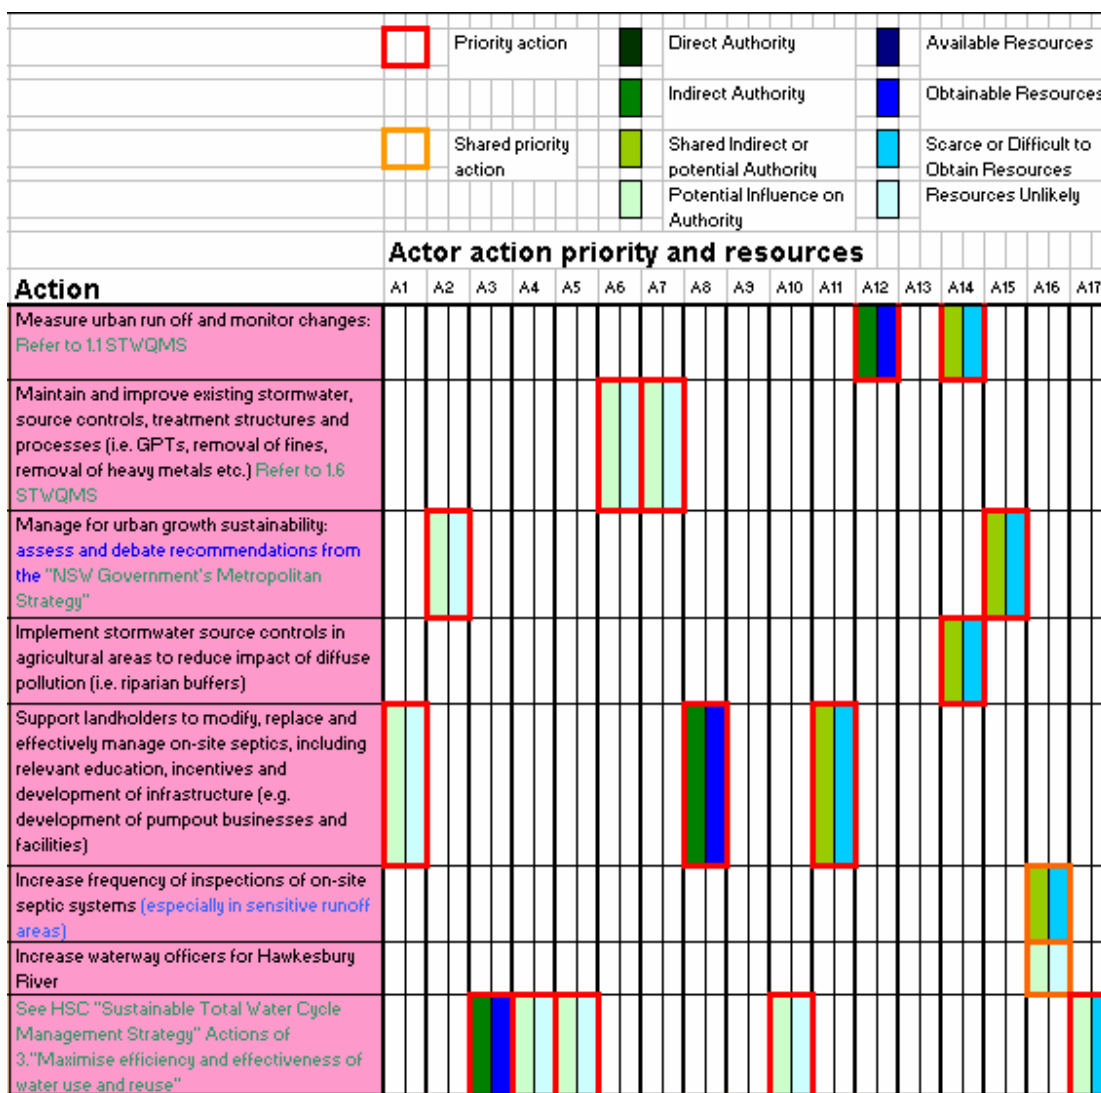 Priority action
Direct Authority
Available Resources
Indirect Authority
Obtainable Resources
Shared priority
action
Shared Indirect or
potential Authority
Scarce or Difficult to
Obtain Resources
Potential Influence on
Authority
Resources Unlikely
Actor action priority and resources
Action A1 A2 A3 A4 A5 A6 A7 A8 A9 A10 A11 A12 A13 A14 A15 A16 A17
Measure urban run off and monitor changes:
Refer to 1.1 STWQMS
Maintain and improve existing stormwater,
source controls, treatment structures and
processes (i.e. GPTs, removal of fines,
removal of heavy metals etc.) Refer to 1.6
STWQMS
Manage for urban growth sustainability:
assess and debate recommendations from
the "NSW Government's Metropolitan
Strategy"
Implement stormwater source controls in
agricultural areas to reduce impact of diffuse
pollution (i.e. riparian buffers)
Support landholders to modify, replace and
effectively manage on-site septics, including
relevant education, incentives and
development of infrastructure (e.g.
development of pumpout businesses and
facilities)
Increase frequency of inspections of on-site
septic systems (especially in sensitive runoff
areas)
Increase waterway officers for Hawkesbury
River
See HSC "Sustainable Total Water Cycle
Management Strategy" Actions of
3."Maximise efficiency and effectiveness of
water use and reuse"